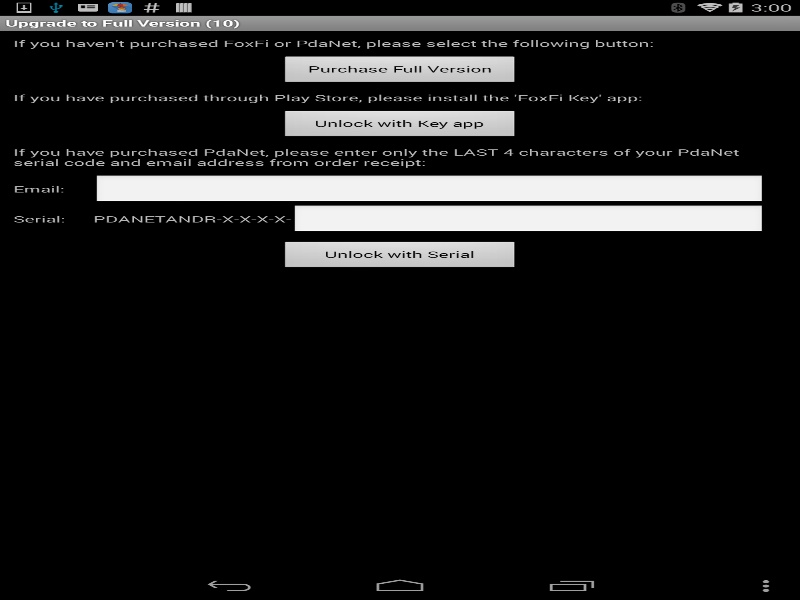 3:00
Upgrade to Full Version (10)
If you haven't purchased FoxFi or PdaNet, please select the following button:
Purchase Full Version
If you have purchased through Play Store, please install the 'FoxFi Key' app:
Unlock with Key app
If you have purchased PdaNet, please enter only the LAST 4 characters of your PdaNet
serial code and email address from order receipt:
Email:
Serial: PDANETANDR-X-X-X-X-
Unlock with Serial